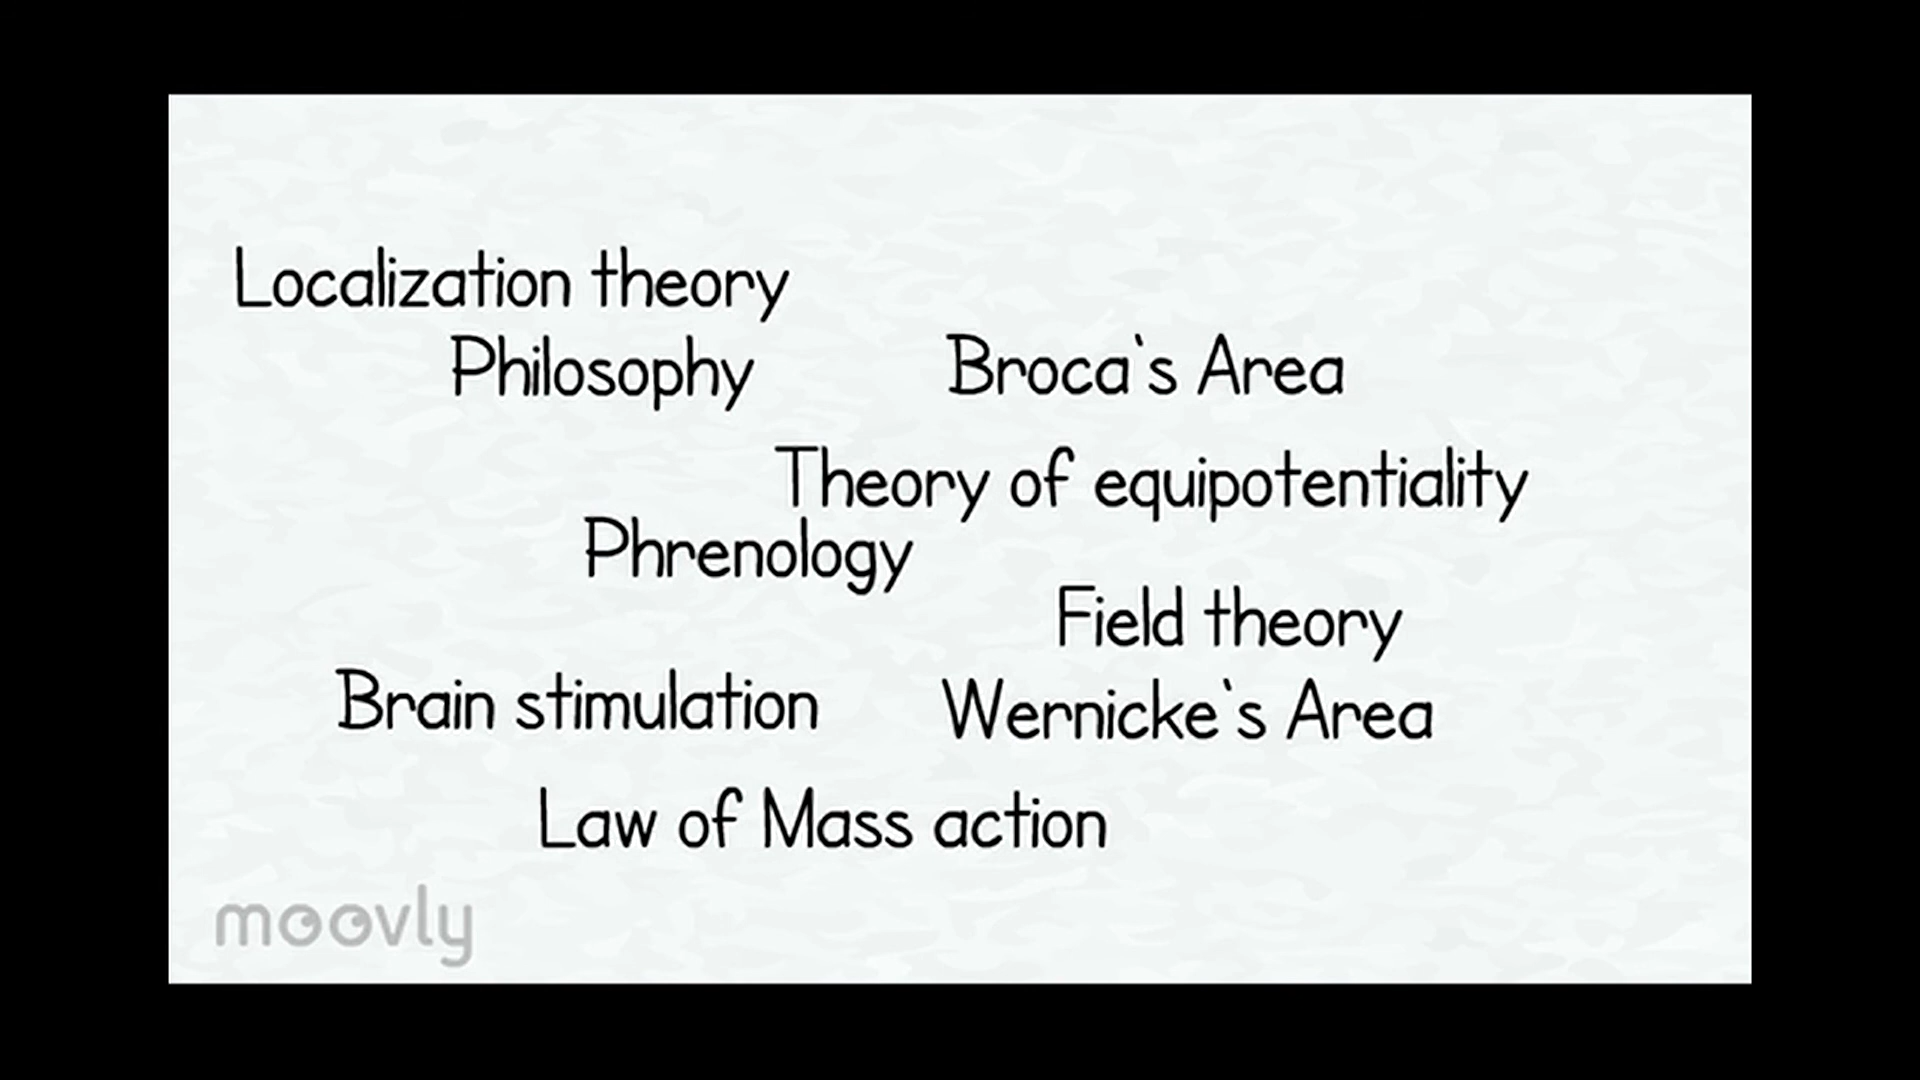 Localization theory
Philosophy
Broca's Area
Theory of equipotentiality
Phrenology
Field theory
Brain stimulation
Wernicke's Area
Law of Mass action
moovly